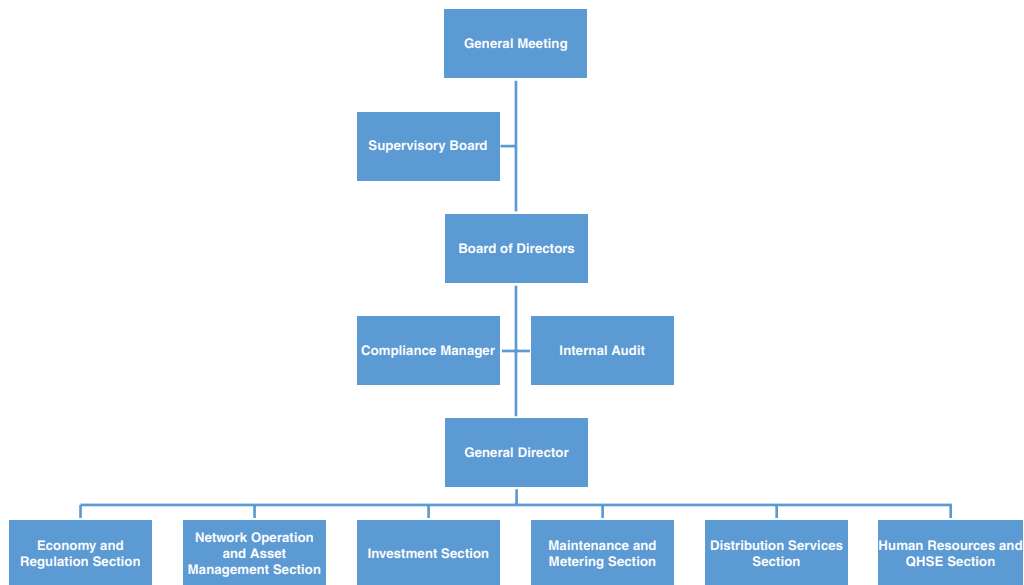 General Meeting
Supervisory Board
Board of Directors
Compliance Manager
Internal Audit
General Director
Economy and
Regulation Section
Network Operation
and Asset
Management Section
Investment Section
Maintenance and
Metering Section
Distribution Services
Section
Human Resources and
QHSE Section